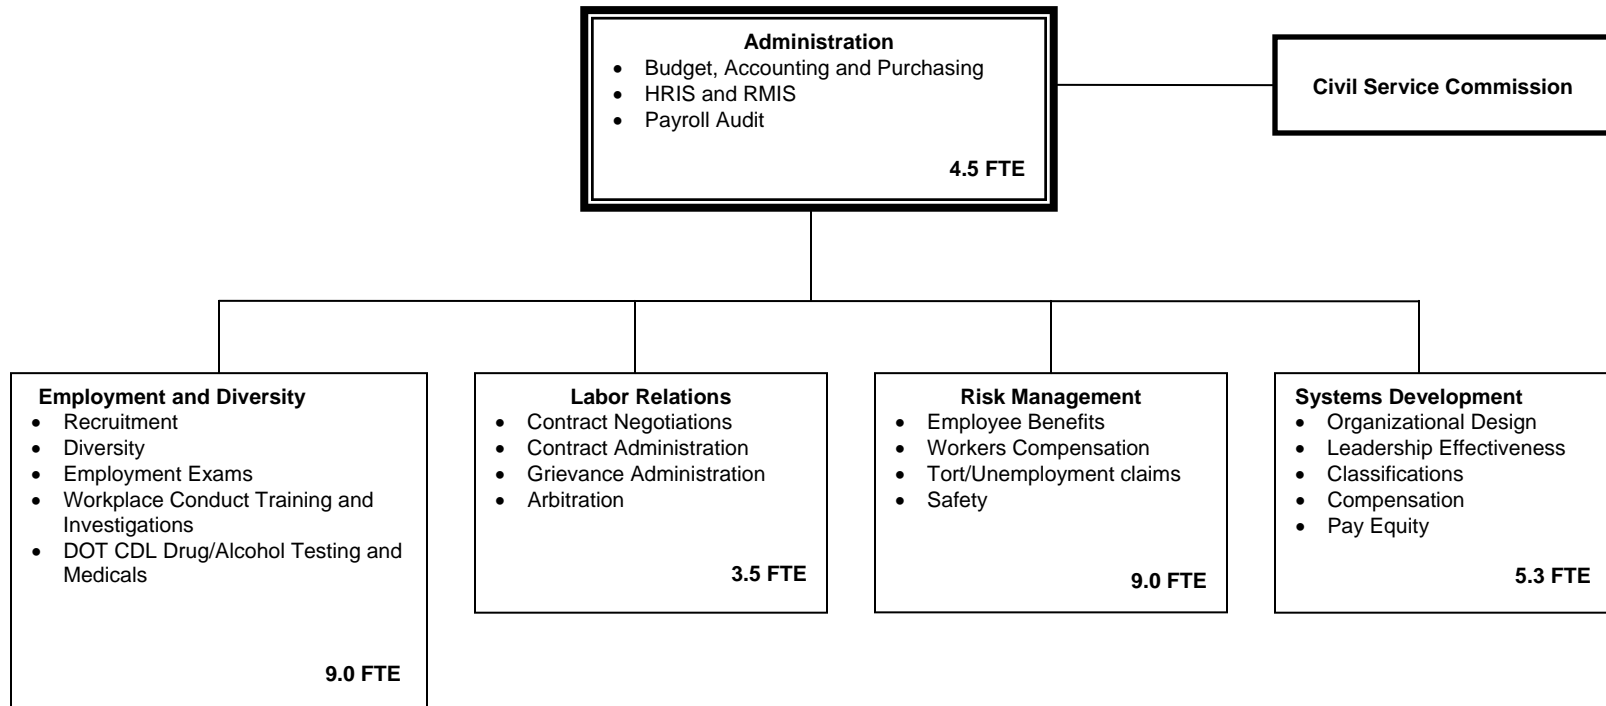 Administration
• Budget, Accounting and Purchasing
• HRIS and RMIS
• Payroll Audit
4.5 FTE
Civil Service Commission
Employment and Diversity
• Recruitment
• Diversity
• Employment Exams
• Workplace Conduct Training and
Investigations
• DOT CDL Drug/Alcohol Testing and
Medicals
9.0 FTE
Labor Relations
• Contract Negotiations
• Contract Administration
• Grievance Administration
• Arbitration
3.5 FTE
Risk Management
• Employee Benefits
• Workers Compensation
• Tort/Unemployment claims
• Safety
9.0 FTE
Systems Development
• Organizational Design
• Leadership Effectiveness
• Classifications
• Compensation
• Pay Equity
5.3 FTE